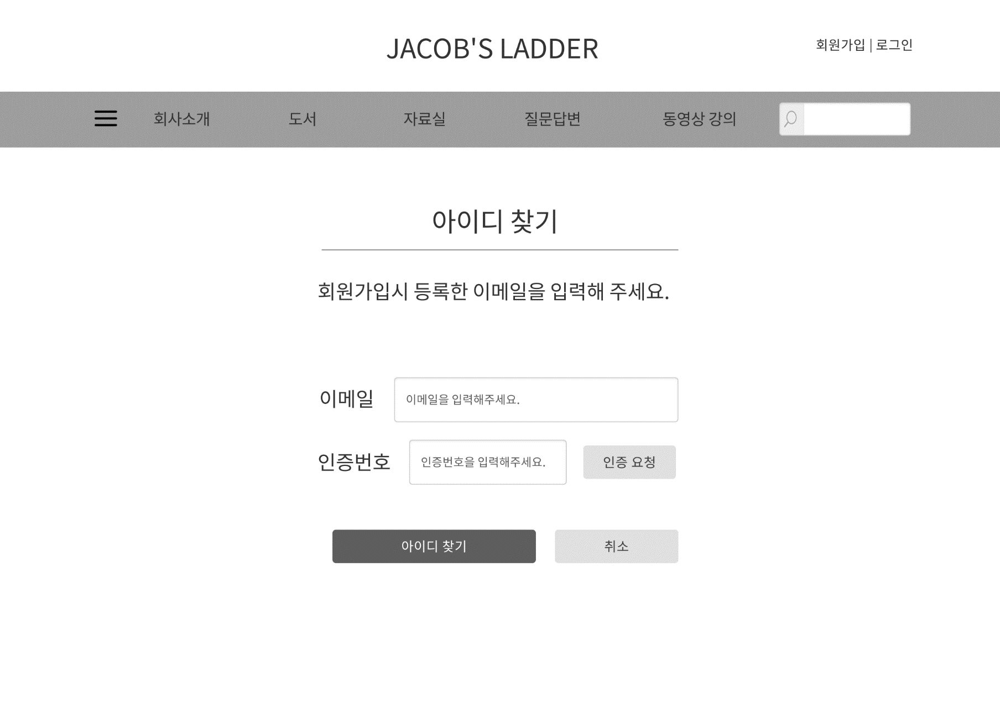 JACOB'S LADDER
회원가입 | 로그인
회사소개 도서 자료실 질문답변 동영상 강의
아이디 찾기
회원가입시 등록한 이메일을 입력해 주세요.
이메일 이메일을 입력해주세요.
인증번호 인증번호을 입력해주세요. 인증 요청
아이디 찾기 취소